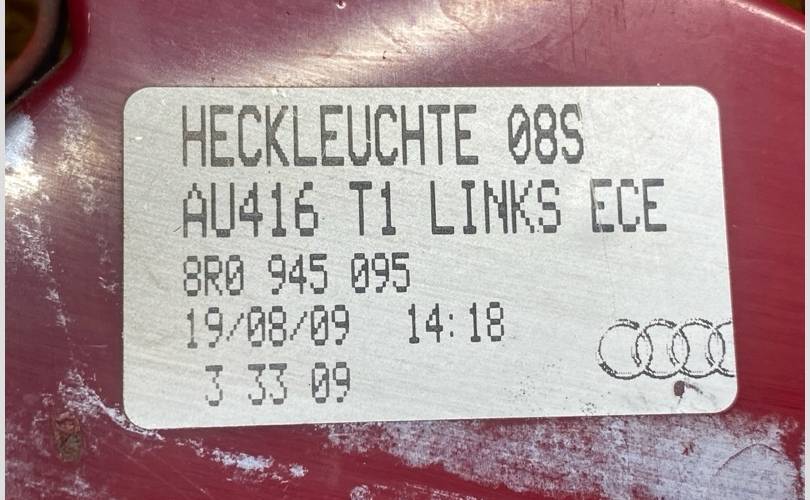 HECKLEUCHTE 08S
AU416 T1 LINKS ECE
8R0 945 095
19/08/09 14:18
3 33 09